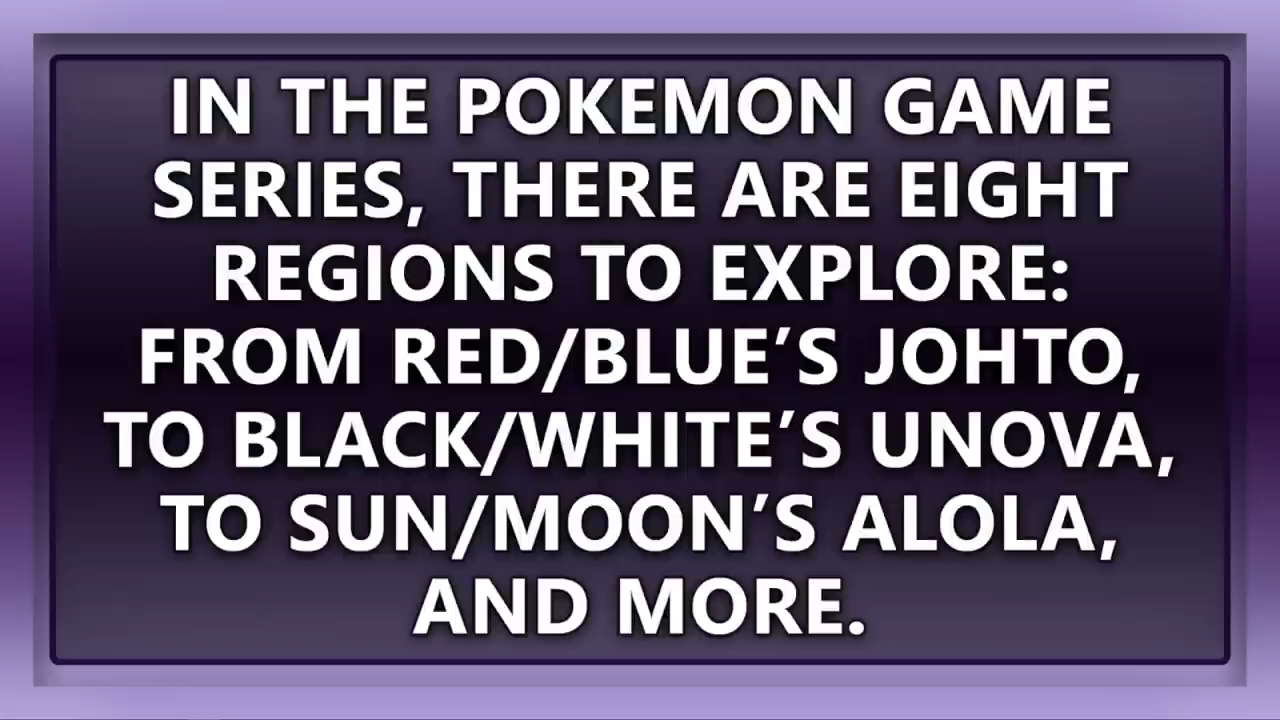 IN THE POKEMON GAME
SERIES, THERE ARE EIGHT
REGIONS TO EXPLORE:
FROM RED/BLUE’S JOHTO,
TO BLACK/WHITE’S UNOVA,
TO SUN/MOON’S ALOLA,
AND MORE.